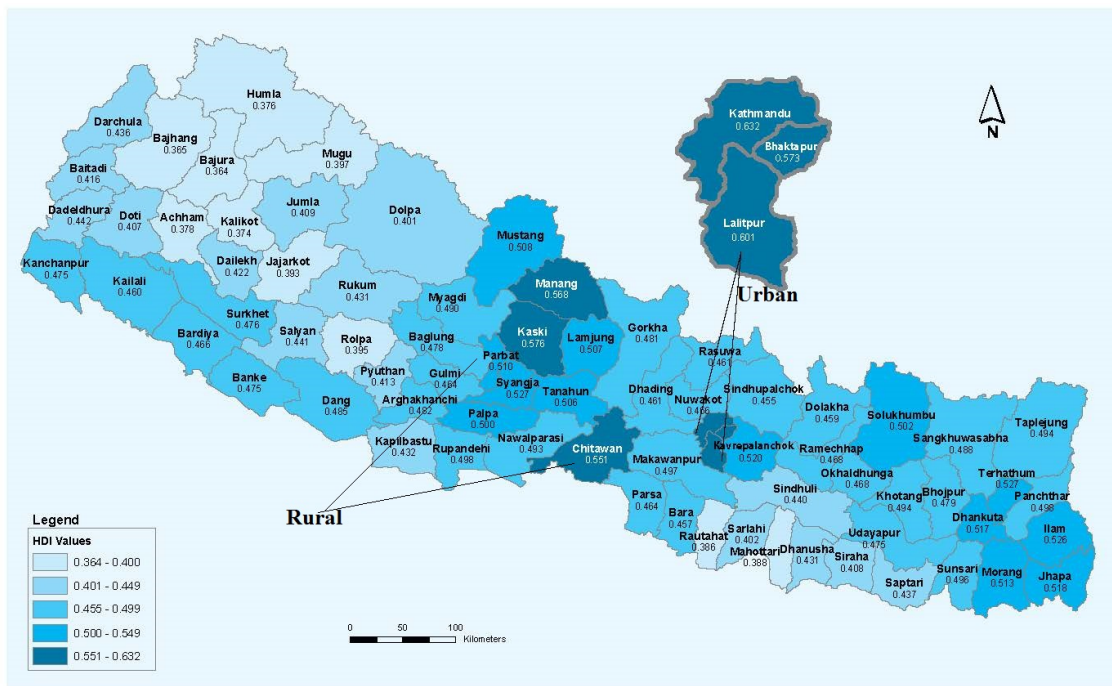 Humla
0.376
Darchula
0.436
Bajhang
0.365
Bajura
0.364
Mugu
0.397
Baitadi
0.416
Dadeldhura
0.442
Doti
0.407
Achham
0.378
Kalikot
0.374
Jumla
0.409
Dolpa
0.401
Kanchanpur
0.475
Kailali
0.460
Dailekh
0.422
Jajarkot
0.393
Rukum
0.431
Mustang
0.508
Manang
0.568
Kathmandu
0.632
Bhaktapur
0.573
Lalitpur
0.601
N
Urban
Bardiya
0.466
Surkhet
0.476
Salyan
0.441
Rolpa
0.395
Myagdi
0.490
Baglung
0.478
Kaski
0.576
Lamjung
0.507
Gorkha
0.481
Parbat
0.510
Banke
0.475
Dang
0.485
Pyuthan
0.413
Gulmi
0.464
Arghakhanchi
0.482
Syangja
0.527
Tanahun
0.506
Palpa
0.500
Kapilbastu
0.432
Rupandehi
0.498
Nawalparasi
0.493
Chitawan
0.551
Dhading
0.461
Rasuwa
0.461
Nuwakot
0.466
Sindhupalchok
0.455
Dolakha
0.459
Solukhumbu
0.502
Sangkhuwasabha
0.488
Taplejung
0.494
Kavrepalanchok
0.520
Ramechhap
0.468
Makawanpur
0.497
Okhaldhunga
0.468
Khotang
0.494
Bhojpur
0.479
Terhathum
0.527
Panchthar
0.498
Parsa
0.464
Bara
0.457
Rautahat
0.386
Sarlahi
0.402
Mahottari
0.388
Sindhuli
0.440
Dhanusha
0.431
Siraha
0.408
Udayapur
0.475
Saptari
0.437
Dhankuta
0.517
Ilam
0.526
Sunsari
0.496
Morang
0.513
Jhapa
0.518
Rural
Legend
HDI Values
0.364 - 0.400
0.401 - 0.449
0.455 - 0.499
0.500 - 0.549
0.551 - 0.632
0 50 100
Kilometers